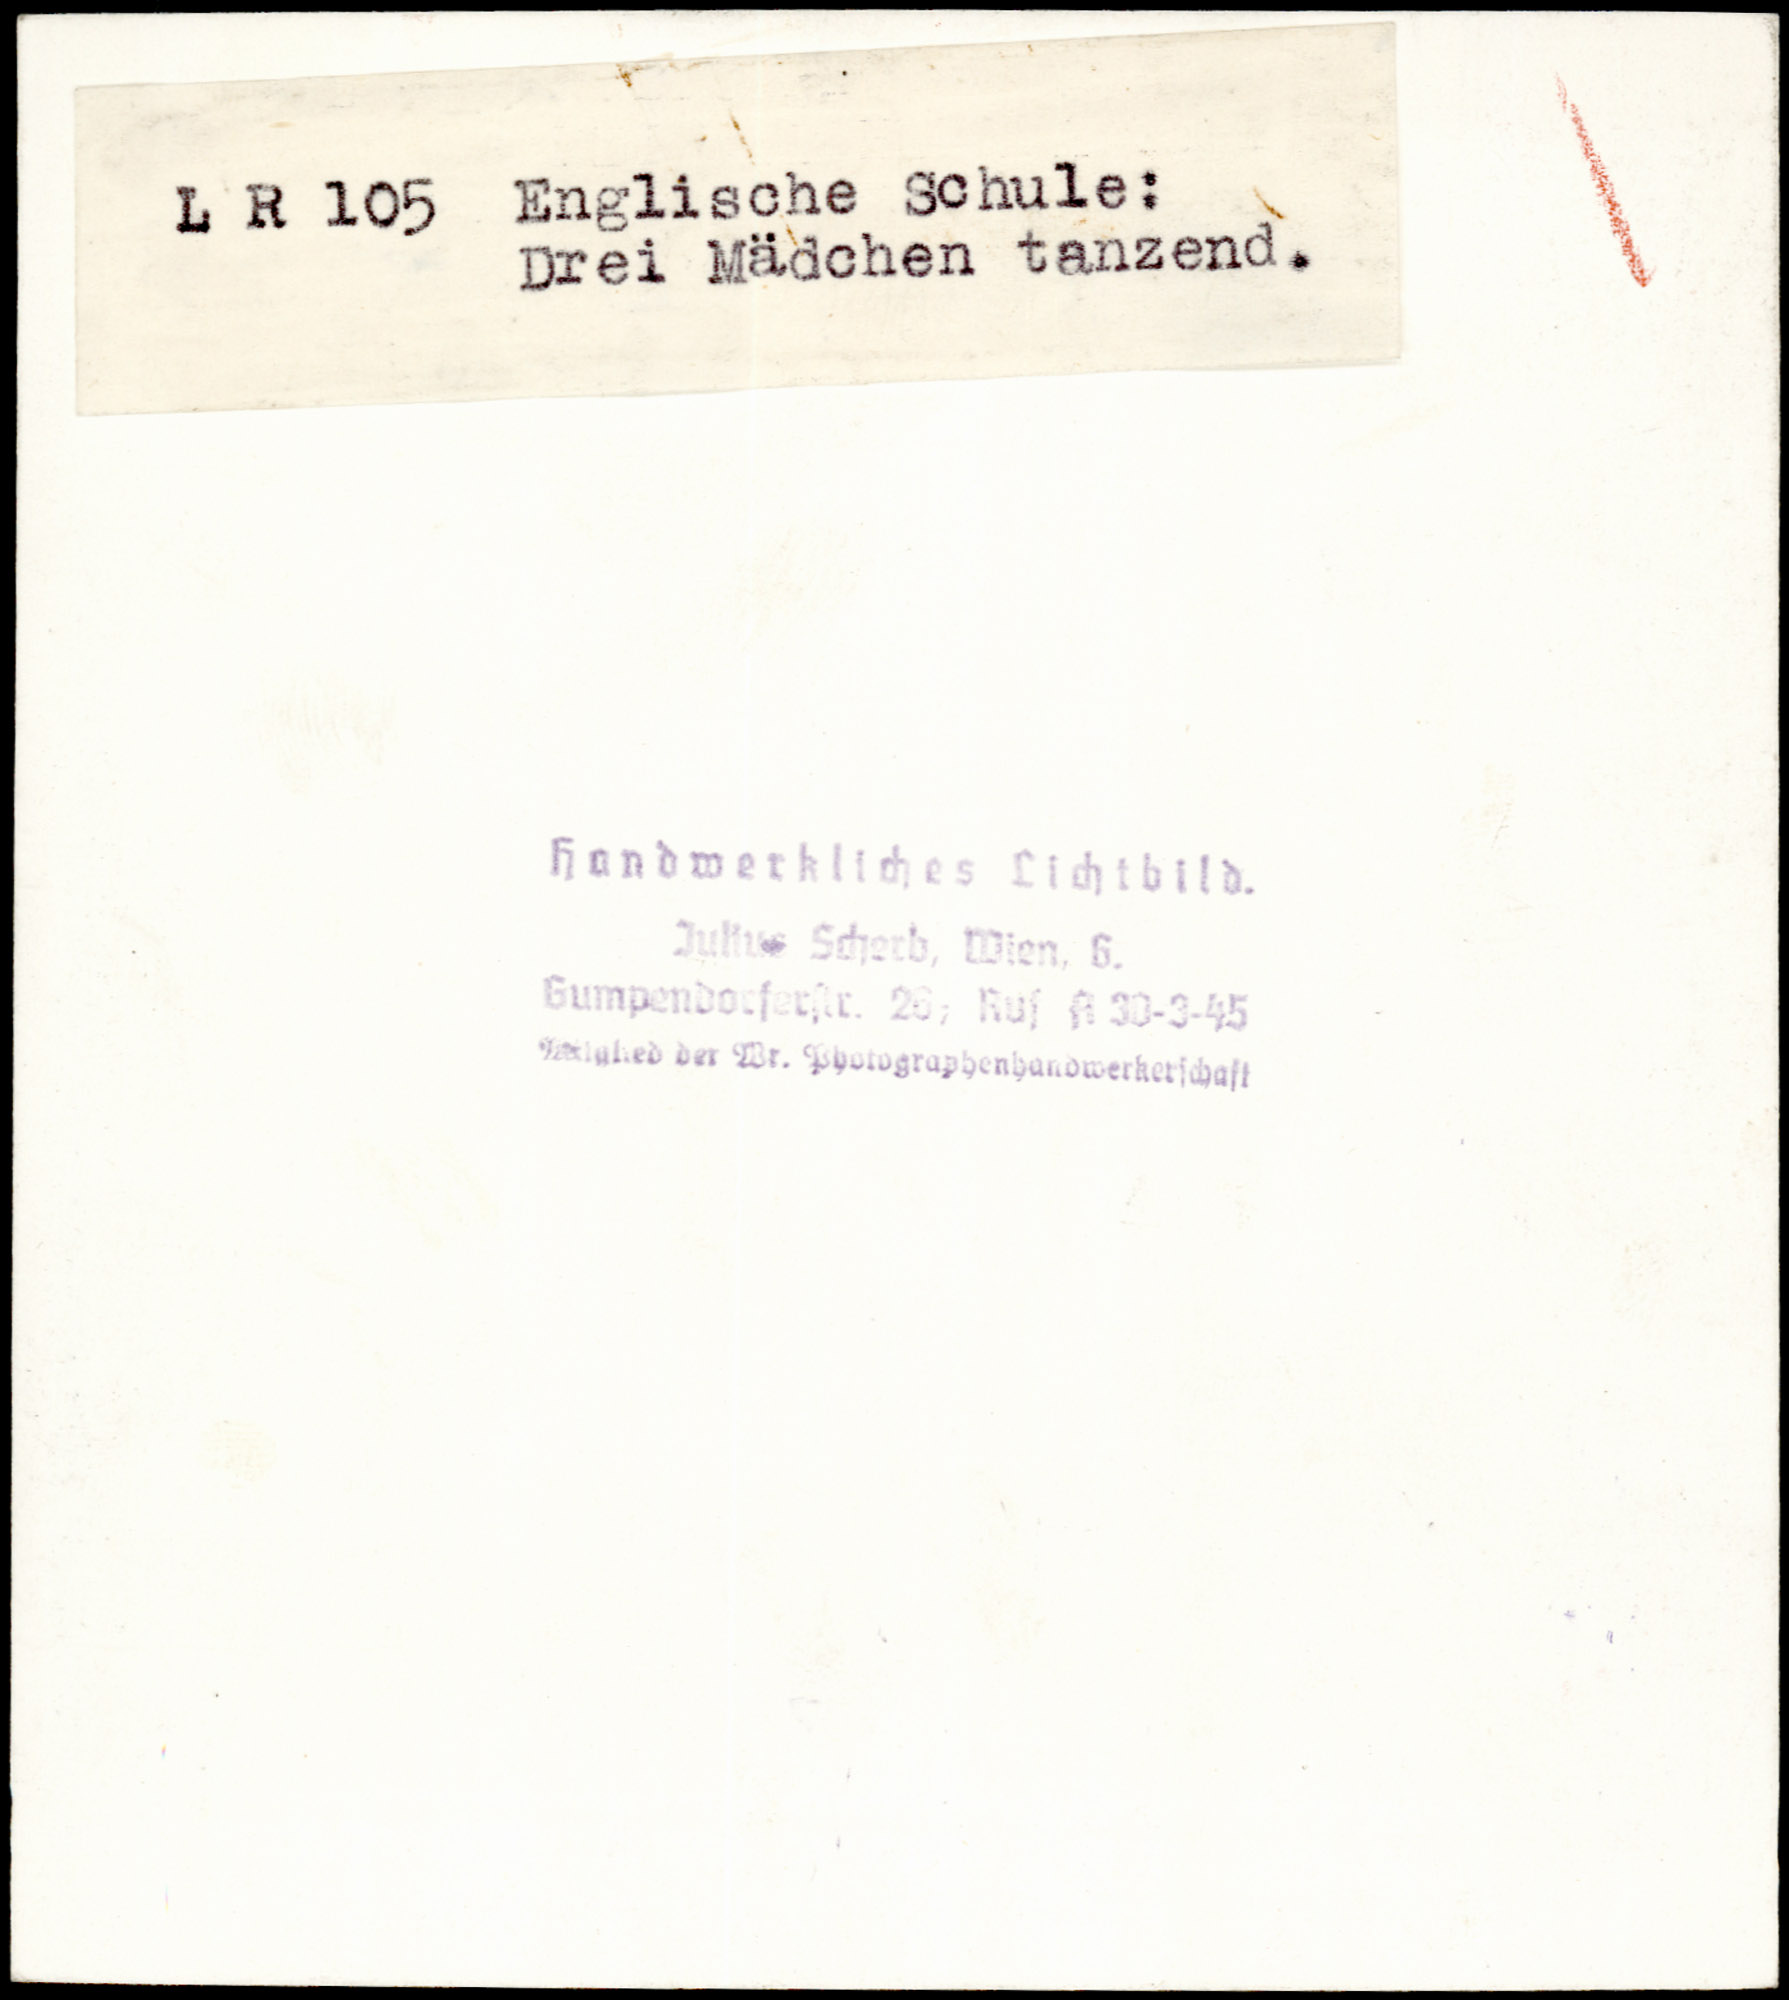 L R 105 Englische Schule:
Drei Mädchen tanzend.
Handwerkliches Lichtbild.
Julius Scherb, Wien, 6.
Gumpendorferstr. 26, Ruf A 30-3-45
Mitglied der Wr. Photographenhandwerkerschaft